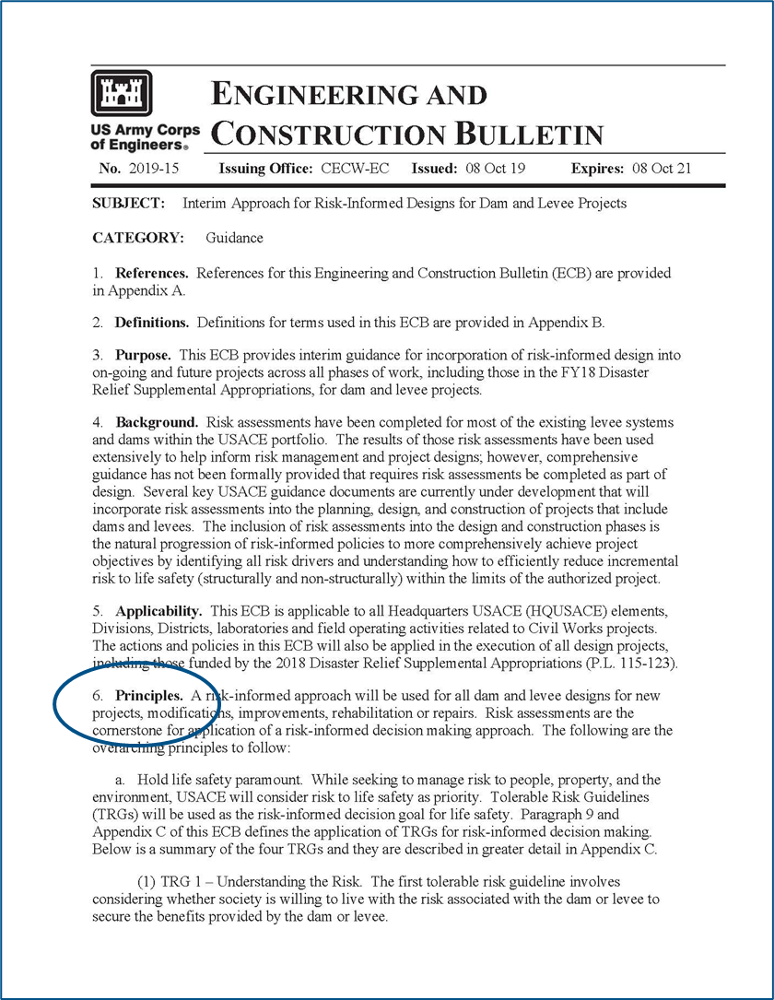 US Army Corps
of Engineers®
ENGINEERING AND
CONSTRUCTION BULLETIN
No. 2019-15 Issuing Office: CECW-EC Issued: 08 Oct 19 Expires: 08 Oct 21
SUBJECT: Interim Approach for Risk-Informed Designs for Dam and Levee Projects
CATEGORY: Guidance
1. References. References for this Engineering and Construction Bulletin (ECB) are provided
in Appendix A.
2. Definitions. Definitions for terms used in this ECB are provided in Appendix B.
3. Purpose. This ECB provides interim guidance for incorporation of risk-informed design into
on-going and future projects across all phases of work, including those in the FY18 Disaster
Relief Supplemental Appropriations, for dam and levee projects.
4. Background. Risk assessments have been completed for most of the existing levee systems
and dams within the USACE portfolio. The results of those risk assessments have been used
extensively to help inform risk management and project designs; however, comprehensive
guidance has not been formally provided that requires risk assessments be completed as part of
design. Several key USACE guidance documents are currently under development that will
incorporate risk assessments into the planning, design, and construction of projects that include
dams and levees. The inclusion of risk assessments into the design and construction phases is
the natural progression of risk-informed policies to more comprehensively achieve project
objectives by identifying all risk drivers and understanding how to efficiently reduce incremental
risk to life safety (structurally and non-structurally) within the limits of the authorized project.
5. Applicability. This ECB is applicable to all Headquarters USACE (HQUSACE) elements,
Divisions, Districts, laboratories and field operating activities related to Civil Works projects.
The actions and policies in this ECB will also be applied in the execution of all design projects,
including those funded by the 2018 Disaster Relief Supplemental Appropriations (P.L. 115-123).
6. Principles. A risk-informed approach will be used for all dam and levee designs for new
projects, modifications, improvements, rehabilitation or repairs. Risk assessments are the
cornerstone for application of a risk-informed decision making approach. The following are the
overarching principles to follow:
a. Hold life safety paramount. While seeking to manage risk to people, property, and the
environment, USACE will consider risk to life safety as priority. Tolerable Risk Guidelines
(TRGs) will be used as the risk-informed decision goal for life safety. Paragraph 9 and
Appendix C of this ECB defines the application of TRGs for risk-informed decision making.
Below is a summary of the four TRGs and they are described in greater detail in Appendix C.
(1) TRG 1 – Understanding the Risk. The first tolerable risk guideline involves
considering whether society is willing to live with the risk associated with the dam or levee to
secure the benefits provided by the dam or levee.